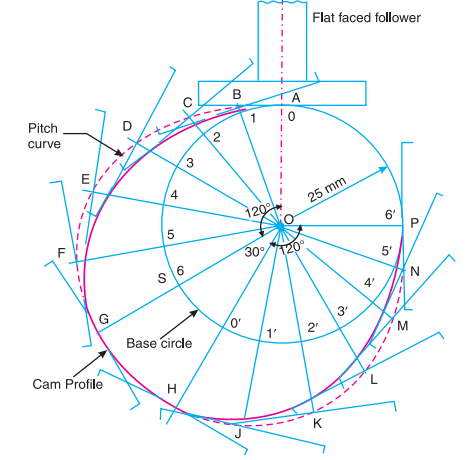 Flat faced follower
B
A
C
1
0
D
2
Pitch
curve
3
E
4
25 mm
120°
O
6′
P
F
5
30°
120°
5′
N
S
6
4′
G
3′
M
0′
2′
1′
Base circle
L
Cam Profile
H
K
J